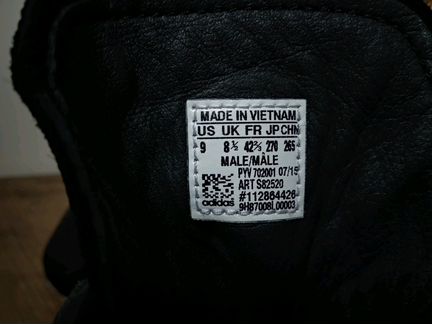 MADE IN VIETNAM
US UK FR JP CHN
9 8½ 42⅔ 270 265
MALE/MÂLE
PYV 702001 07/15
ART S82520
#112864426
adidas 9H87008L00003